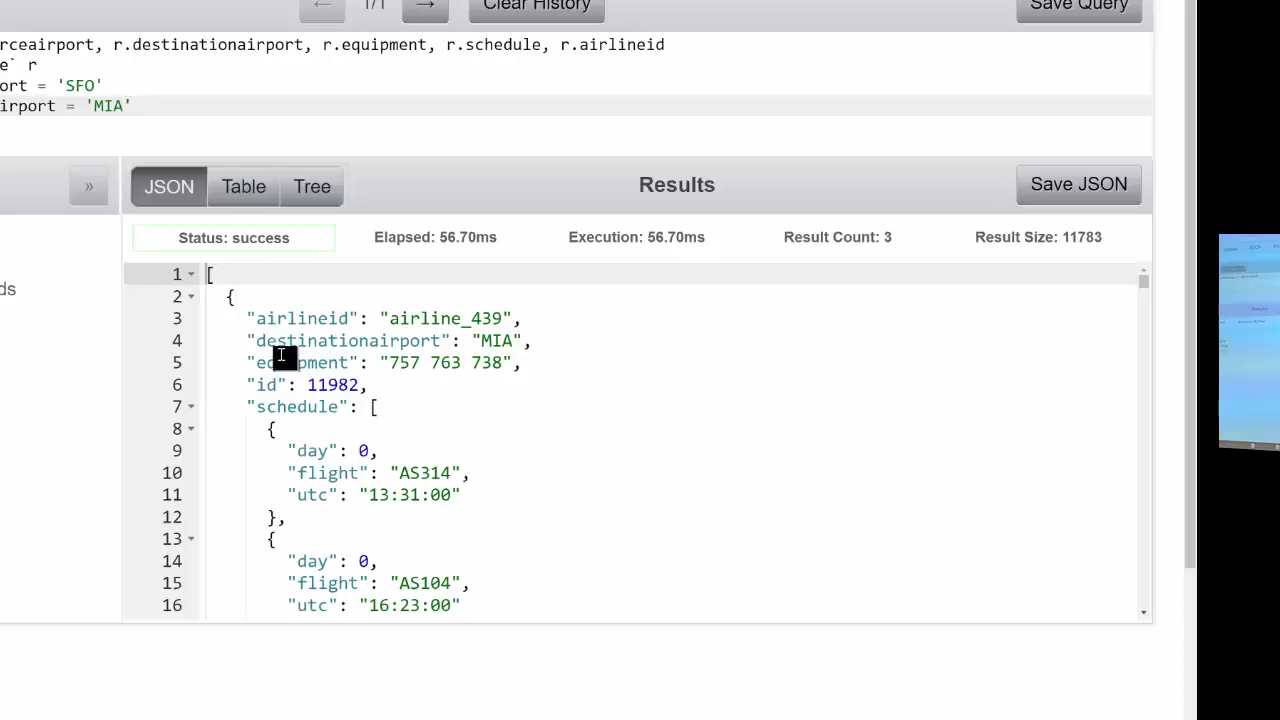 ← 1/1 → Clear History Save Query
rceairport, r.destinationairport, r.equipment, r.schedule, r.airlineid
e` r
ort = 'SFO'
irport = 'MIA'
» JSON Table Tree Results Save JSON
Status: success Elapsed: 56.70ms Execution: 56.70ms Result Count: 3 Result Size: 11783
ds
1 [
2 {
3 "airlineid": "airline_439",
4 "destinationairport": "MIA",
5 "equipment": "757 763 738",
6 "id": 11982,
7 "schedule": [
8 {
9 "day": 0,
10 "flight": "AS314",
11 "utc": "13:31:00"
12 },
13 {
14 "day": 0,
15 "flight": "AS104",
16 "utc": "16:23:00"